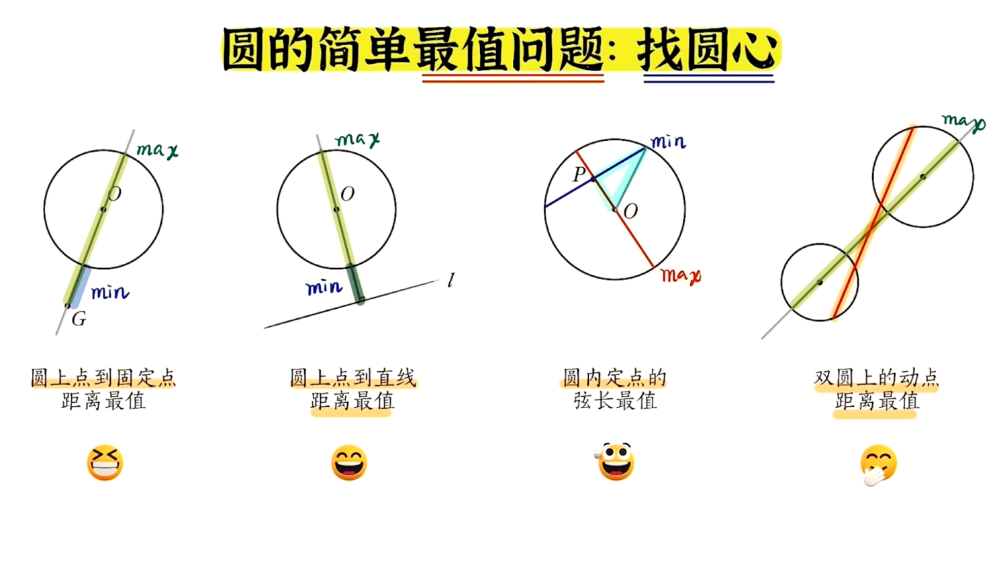 圆的简单最值问题：找圆心
max
O
min
G
圆上点到固定点
距离最值
max
O
min
l
圆上点到直线
距离最值
min
P
O
max
圆内定点的
弦长最值
max
双圆上的动点
距离最值